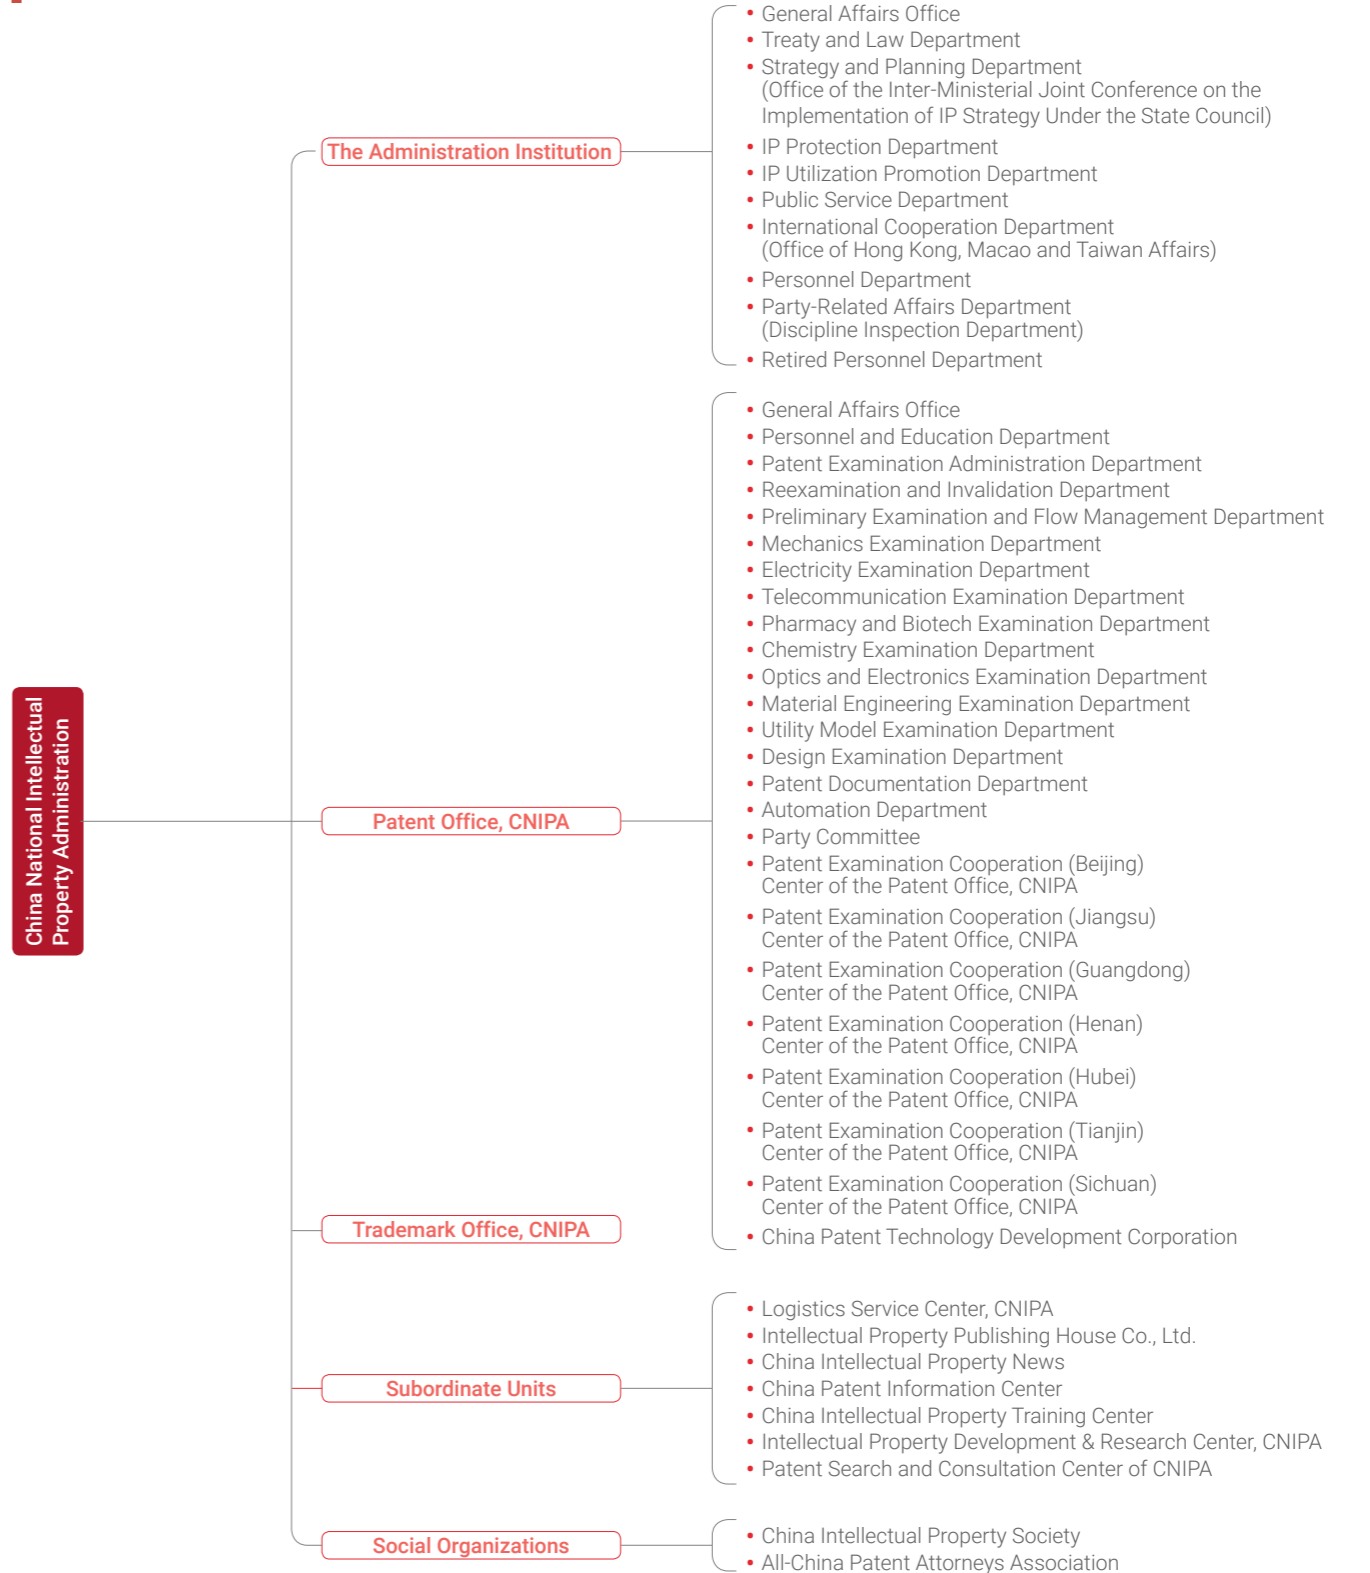 China National Intellectual
Property Administration
The Administration Institution
• General Affairs Office
• Treaty and Law Department
• Strategy and Planning Department
(Office of the Inter-Ministerial Joint Conference on the
Implementation of IP Strategy Under the State Council)
• IP Protection Department
• IP Utilization Promotion Department
• Public Service Department
• International Cooperation Department
(Office of Hong Kong, Macao and Taiwan Affairs)
• Personnel Department
• Party-Related Affairs Department
(Discipline Inspection Department)
• Retired Personnel Department
Patent Office, CNIPA
• General Affairs Office
• Personnel and Education Department
• Patent Examination Administration Department
• Reexamination and Invalidation Department
• Preliminary Examination and Flow Management Department
• Mechanics Examination Department
• Electricity Examination Department
• Telecommunication Examination Department
• Pharmacy and Biotech Examination Department
• Chemistry Examination Department
• Optics and Electronics Examination Department
• Material Engineering Examination Department
• Utility Model Examination Department
• Design Examination Department
• Patent Documentation Department
• Automation Department
• Party Committee
• Patent Examination Cooperation (Beijing)
Center of the Patent Office, CNIPA
• Patent Examination Cooperation (Jiangsu)
Center of the Patent Office, CNIPA
• Patent Examination Cooperation (Guangdong)
Center of the Patent Office, CNIPA
• Patent Examination Cooperation (Henan)
Center of the Patent Office, CNIPA
• Patent Examination Cooperation (Hubei)
Center of the Patent Office, CNIPA
• Patent Examination Cooperation (Tianjin)
Center of the Patent Office, CNIPA
• Patent Examination Cooperation (Sichuan)
Center of the Patent Office, CNIPA
• China Patent Technology Development Corporation
Trademark Office, CNIPA
Subordinate Units
• Logistics Service Center, CNIPA
• Intellectual Property Publishing House Co., Ltd.
• China Intellectual Property News
• China Patent Information Center
• China Intellectual Property Training Center
• Intellectual Property Development & Research Center, CNIPA
• Patent Search and Consultation Center of CNIPA
Social Organizations
• China Intellectual Property Society
• All-China Patent Attorneys Association